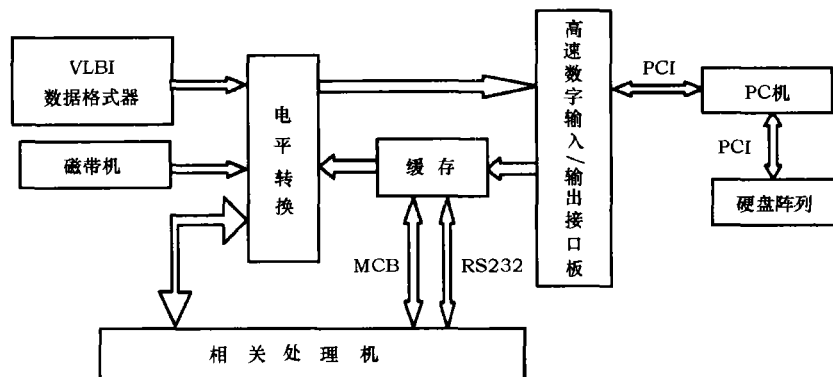 VLBI
数据格式器
磁带机
电平转换
缓存
高速数字输入/输出接口板
PCI
PC机
PCI
硬盘阵列
MCB
RS232
相关处理机